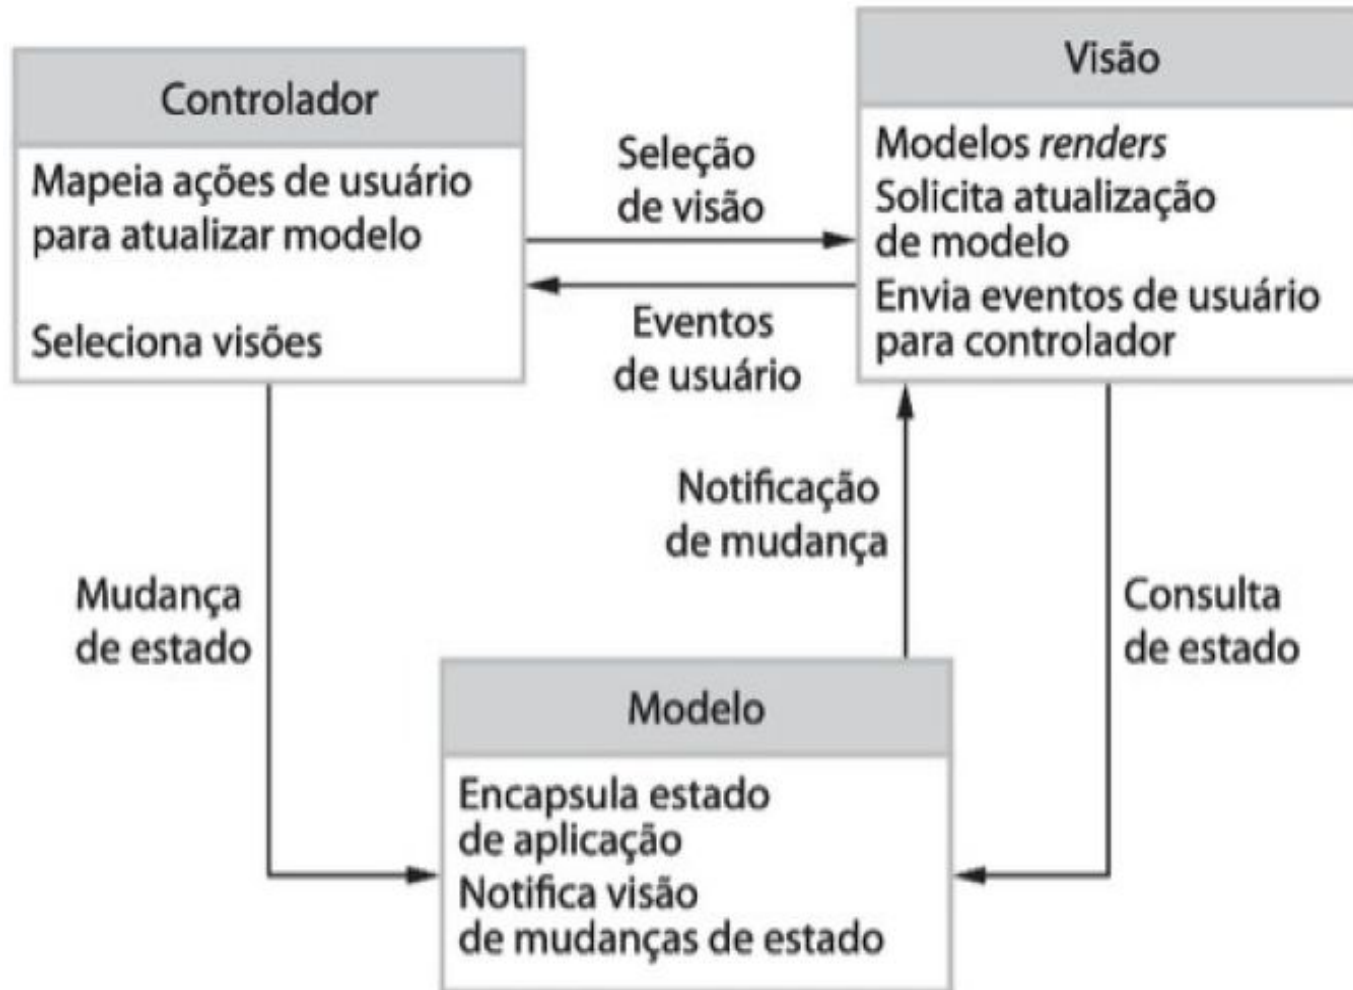 Controlador
Mapeia ações de usuário
para atualizar modelo
Seleciona visões
Seleção
de visão
Eventos
de usuário
Visão
Modelos renders
Solicita atualização
de modelo
Envia eventos de usuário
para controlador
Notificação
de mudança
Mudança
de estado
Consulta
de estado
Modelo
Encapsula estado
de aplicação
Notifica visão
de mudanças de estado